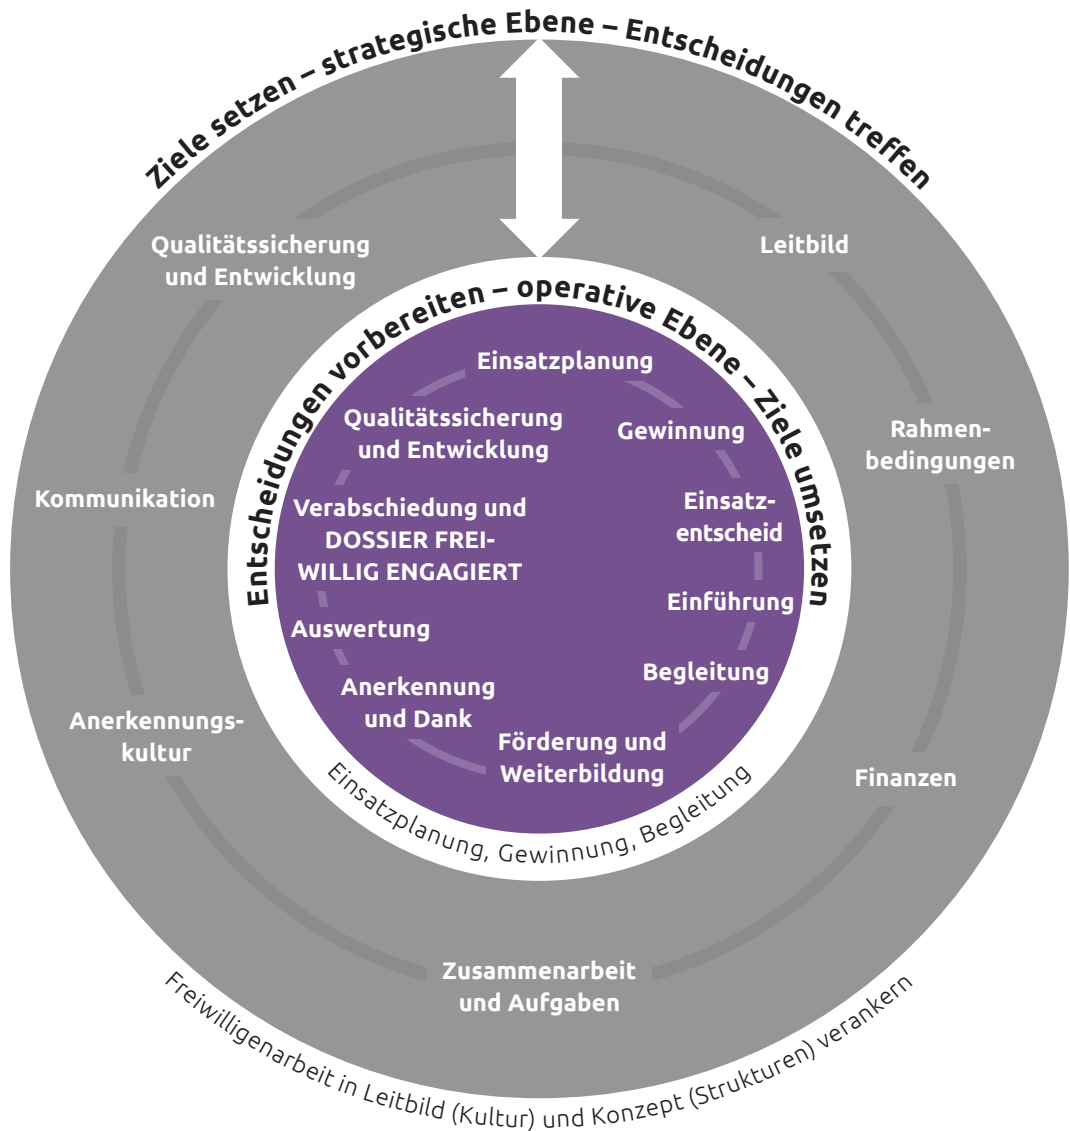 Ziele setzen – strategische Ebene – Entscheidungen treffen
Qualitätssicherung
und Entwicklung
Leitbild
Rahmen-
bedingungen
Finanzen
Zusammenarbeit
und Aufgaben
Anerkennungs-
kultur
Kommunikation
Entscheidungen vorbereiten – operative Ebene – Ziele umsetzen
Einsatzplanung
Gewinnung
Einsatz-
entscheid
Einführung
Begleitung
Förderung und
Weiterbildung
Anerkennung
und Dank
Auswertung
Verabschiedung und
DOSSIER FREI-
WILLIG ENGAGIERT
Qualitätssicherung
und Entwicklung
Einsatzplanung, Gewinnung, Begleitung
Freiwilligenarbeit in Leitbild (Kultur) und Konzept (Strukturen) verankern